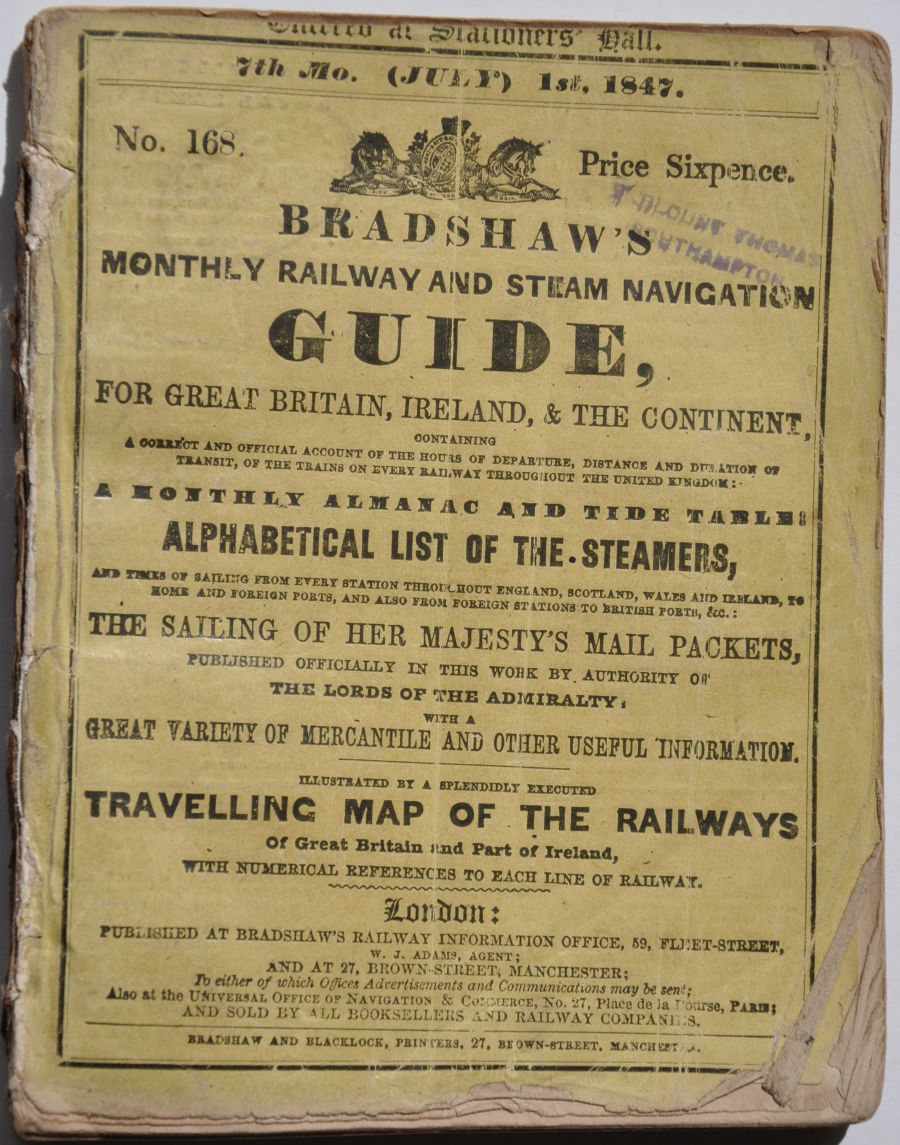 Entered at Stationers' Hall.
7th Mo. (JULY) 1st, 1847.
No. 168.
Price Sixpence.
T BLOUNT THOMAS
SOUTHAMPTON
BRADSHAW'S
MONTHLY RAILWAY AND STEAM NAVIGATION
GUIDE,
FOR GREAT BRITAIN, IRELAND, & THE CONTINENT,
CONTAINING
A CORRECT AND OFFICIAL ACCOUNT OF THE HOURS OF DEPARTURE, DISTANCE AND DURATION OF
TRANSIT, OF THE TRAINS ON EVERY RAILWAY THROUGHOUT THE UNITED KINGDOM:
A MONTHLY ALMANAC AND TIDE TABLE:
ALPHABETICAL LIST OF THE STEAMERS,
AND TIMES OF SAILING FROM EVERY STATION THROUGHOUT ENGLAND, SCOTLAND, WALES AND IRELAND, TO
HOME AND FOREIGN PORTS, AND ALSO FROM FOREIGN STATIONS TO BRITISH PORTS, &c.:
THE SAILING OF HER MAJESTY'S MAIL PACKETS,
PUBLISHED OFFICIALLY IN THIS WORK BY AUTHORITY OF
THE LORDS OF THE ADMIRALTY,
WITH A
GREAT VARIETY OF MERCANTILE AND OTHER USEFUL INFORMATION.
ILLUSTRATED BY A SPLENDIDLY EXECUTED
TRAVELLING MAP OF THE RAILWAYS
Of Great Britain and Part of Ireland,
WITH NUMERICAL REFERENCES TO EACH LINE OF RAILWAY.
London:
PUBLISHED AT BRADSHAW'S RAILWAY INFORMATION OFFICE, 59, FLEET-STREET,
W. J. ADAMS, AGENT;
AND AT 27, BROWN-STREET, MANCHESTER;
To either of which Offices Advertisements and Communications may be sent;
Also at the UNIVERSAL OFFICE OF NAVIGATION & COMMERCE, No. 27, Place de la Bourse, PARIS;
AND SOLD BY ALL BOOKSELLERS AND RAILWAY COMPANIES.
BRADSHAW AND BLACKLOCK, PRINTERS, 27, BROWN-STREET, MANCHESTER.